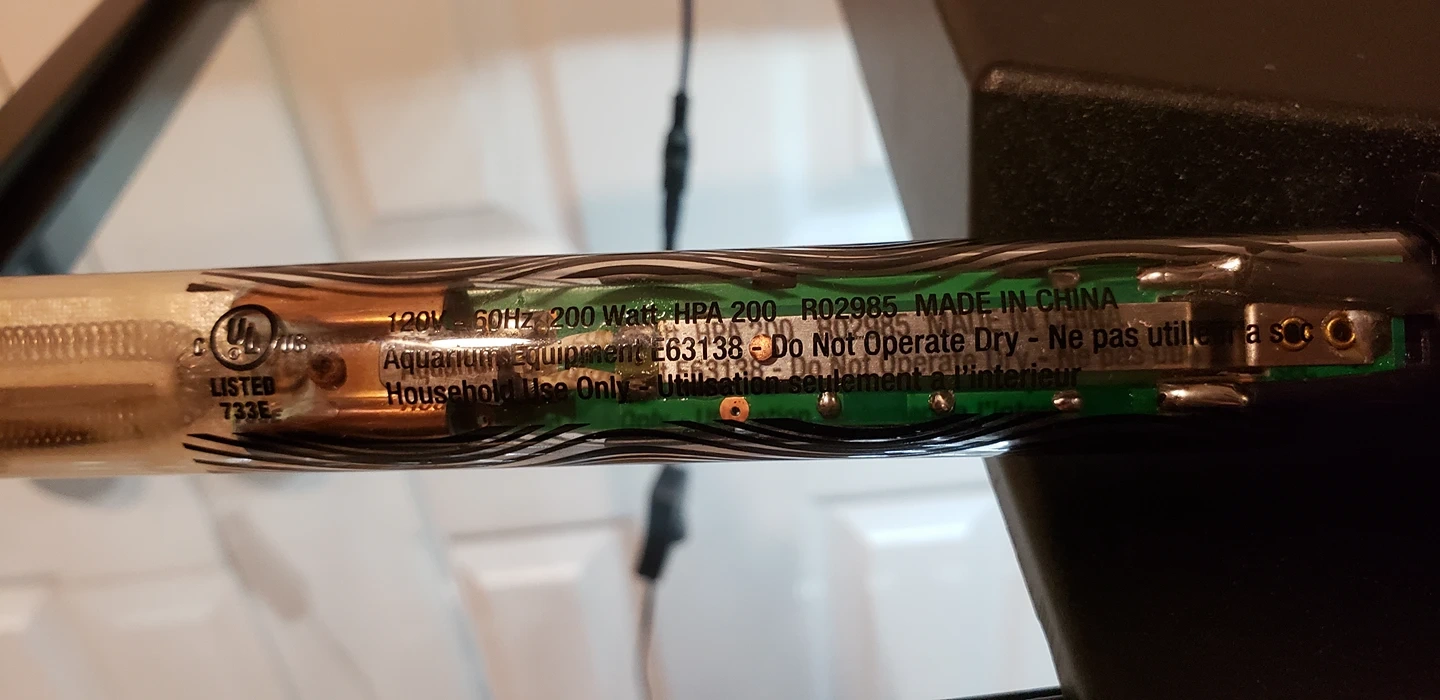 C UL US
LISTED
733E
120V - 60Hz 200 Watt HPA 200 R02985 MADE IN CHINA
Aquarium Equipment E63138 - Do Not Operate Dry - Ne pas utiliser a sec
Household Use Only - Utilisation seulement a l'interieur